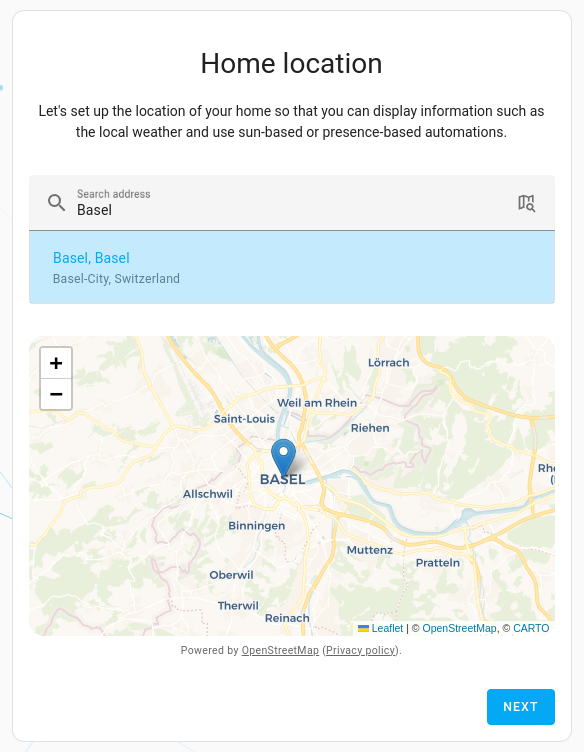 Home location
Let's set up the location of your home so that you can display information such as
the local weather and use sun-based or presence-based automations.
Search address
Basel
Basel, Basel
Basel-City, Switzerland
+
−
Lörrach
Weil am Rhein
Saint-Louis
Riehen
BASEL
Allschwil
Binningen
Muttenz
Pratteln
Oberwil
Therwil
Reinach
Leaflet | © OpenStreetMap, © CARTO
Powered by OpenStreetMap (Privacy policy).
NEXT